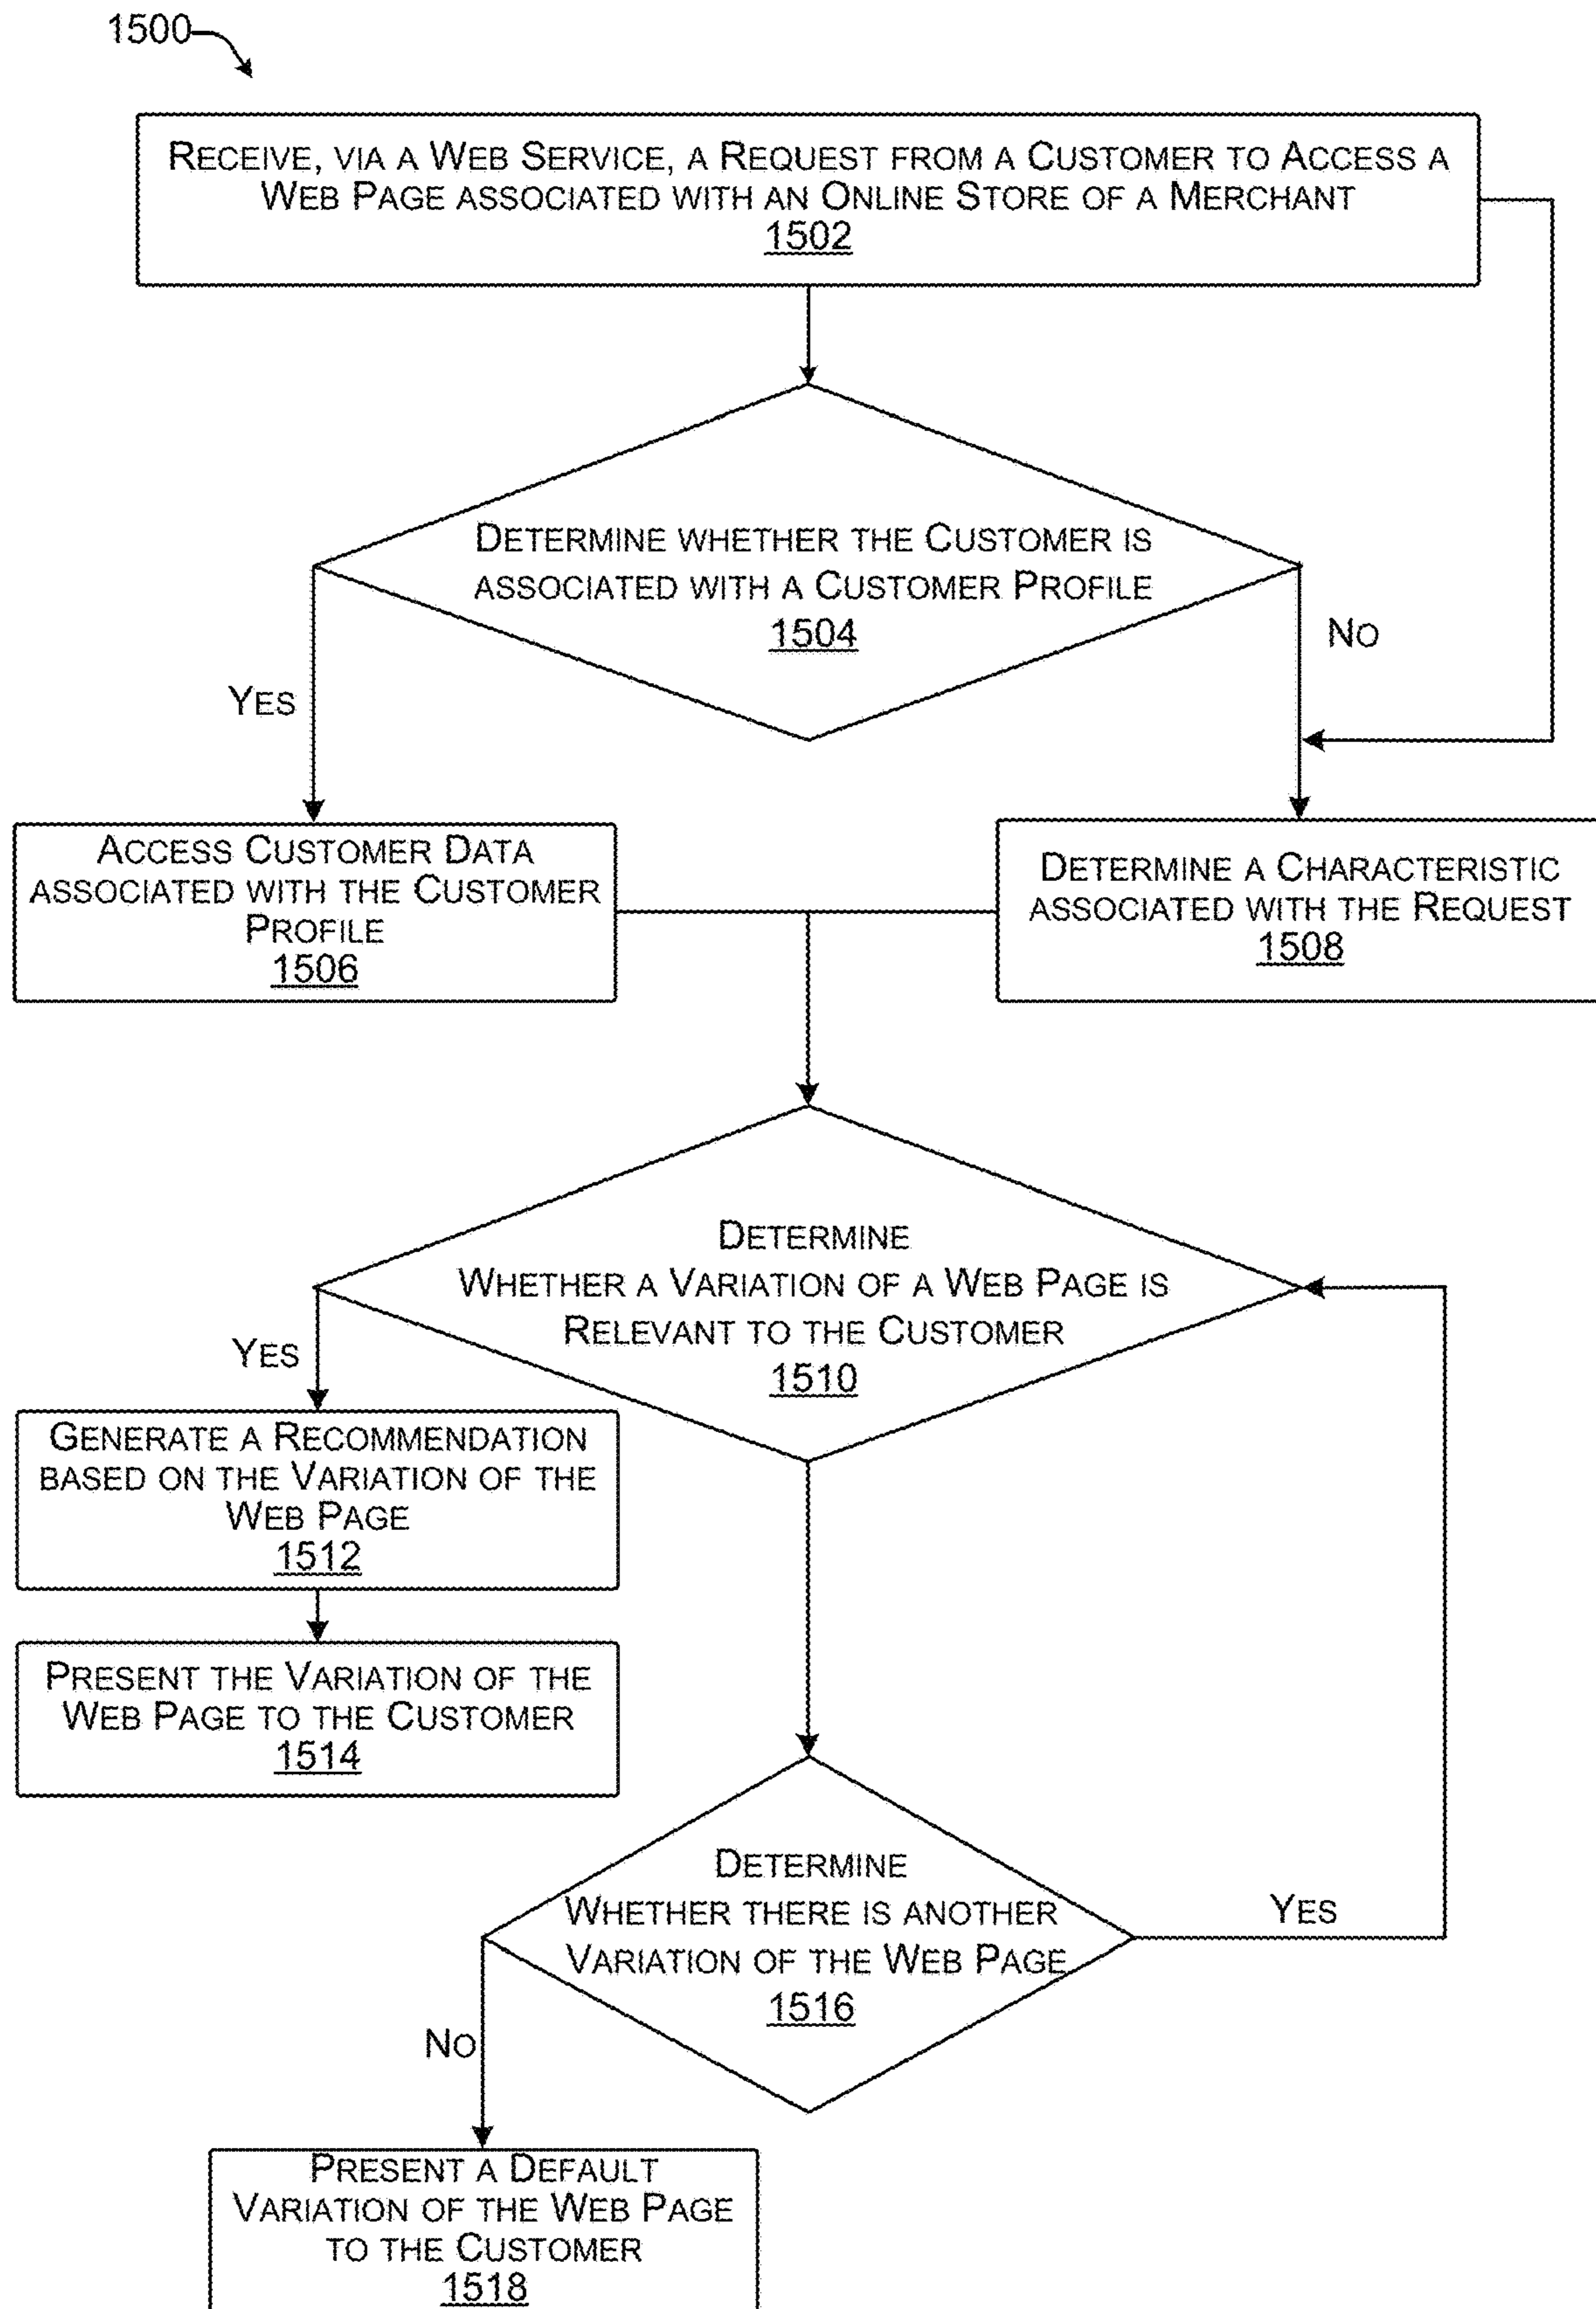 1500
RECEIVE, VIA A WEB SERVICE, A REQUEST FROM A CUSTOMER TO ACCESS A
WEB PAGE ASSOCIATED WITH AN ONLINE STORE OF A MERCHANT
1502
DETERMINE WHETHER THE CUSTOMER IS
ASSOCIATED WITH A CUSTOMER PROFILE
1504
NO
YES
ACCESS CUSTOMER DATA
ASSOCIATED WITH THE CUSTOMER
PROFILE
1506
DETERMINE A CHARACTERISTIC
ASSOCIATED WITH THE REQUEST
1508
DETERMINE
WHETHER A VARIATION OF A WEB PAGE IS
RELEVANT TO THE CUSTOMER
1510
YES
GENERATE A RECOMMENDATION
BASED ON THE VARIATION OF THE
WEB PAGE
1512
PRESENT THE VARIATION OF THE
WEB PAGE TO THE CUSTOMER
1514
DETERMINE
WHETHER THERE IS ANOTHER
VARIATION OF THE WEB PAGE
1516
YES
NO
PRESENT A DEFAULT
VARIATION OF THE WEB PAGE
TO THE CUSTOMER
1518